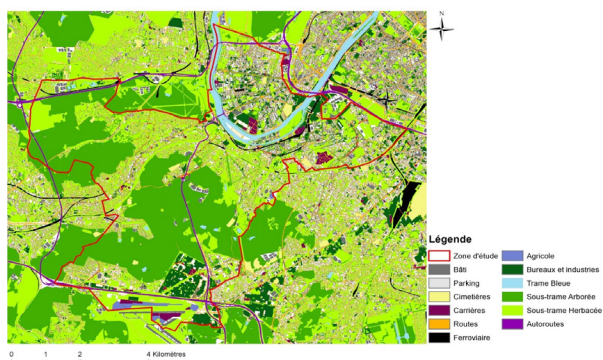 N
Légende
Zone d'étude
Bâti
Parking
Cimetières
Carrières
Routes
Ferroviaire
Agricole
Bureaux et industries
Trame Bleue
Sous-trame Arborée
Sous-trame Herbacée
Autoroutes
0 1 2 4 Kilomètres